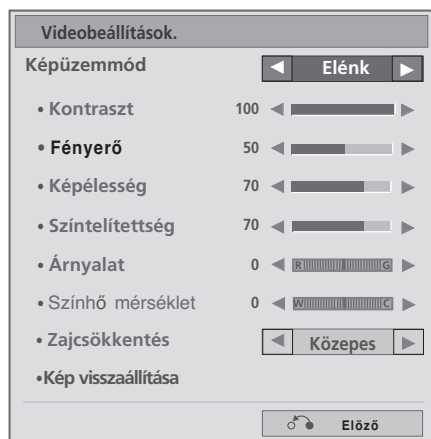 Videobeállítások.
Képüzemmód ◀ Elénk ▶
• Kontraszt 100 ◀ ▶
• Fényerő 50 ◀ ▶
• Képélesség 70 ◀ ▶
• Színtelítettség 70 ◀ ▶
• Árnyalat 0 ◀ R G ▶
• Színhő mérséklet 0 ◀ W C ▶
• Zajcsökkentés ◀ Közepes ▶
•Kép visszaállítása
Előző